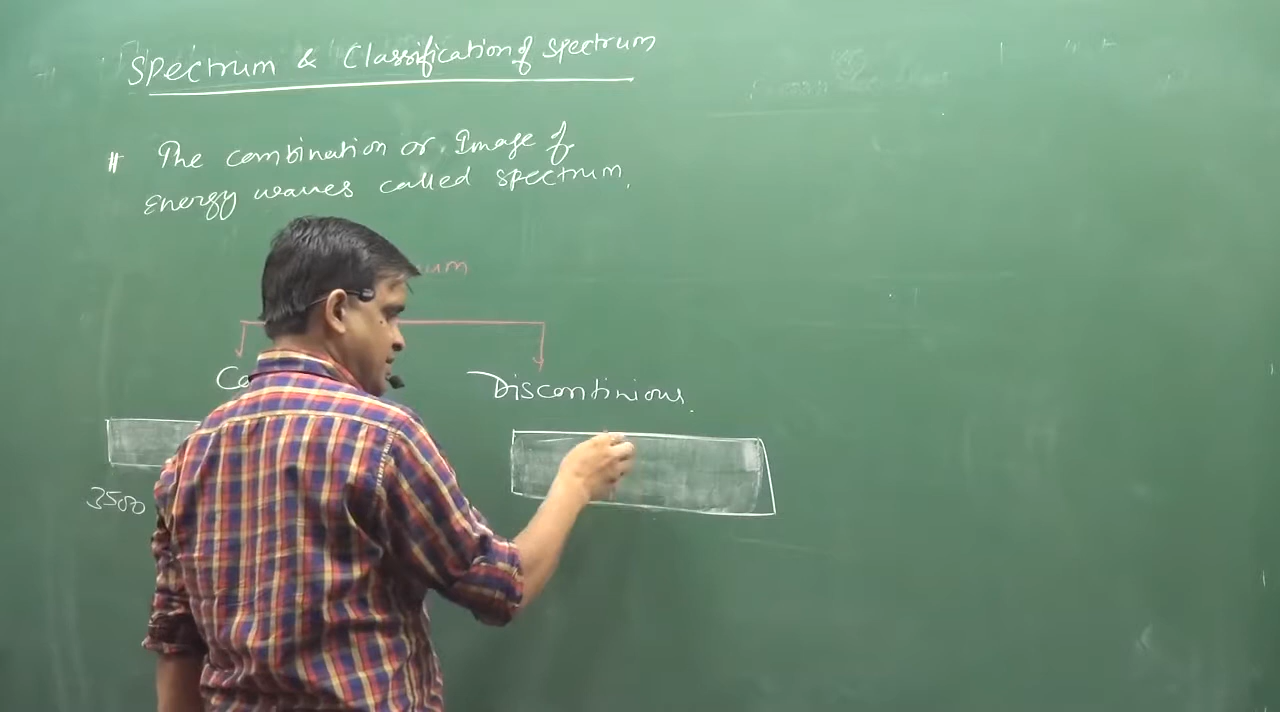 Spectrum & Classification of spectrum
# The combination or Image of
Energy waves called spectrum.
Discontinious.
3500